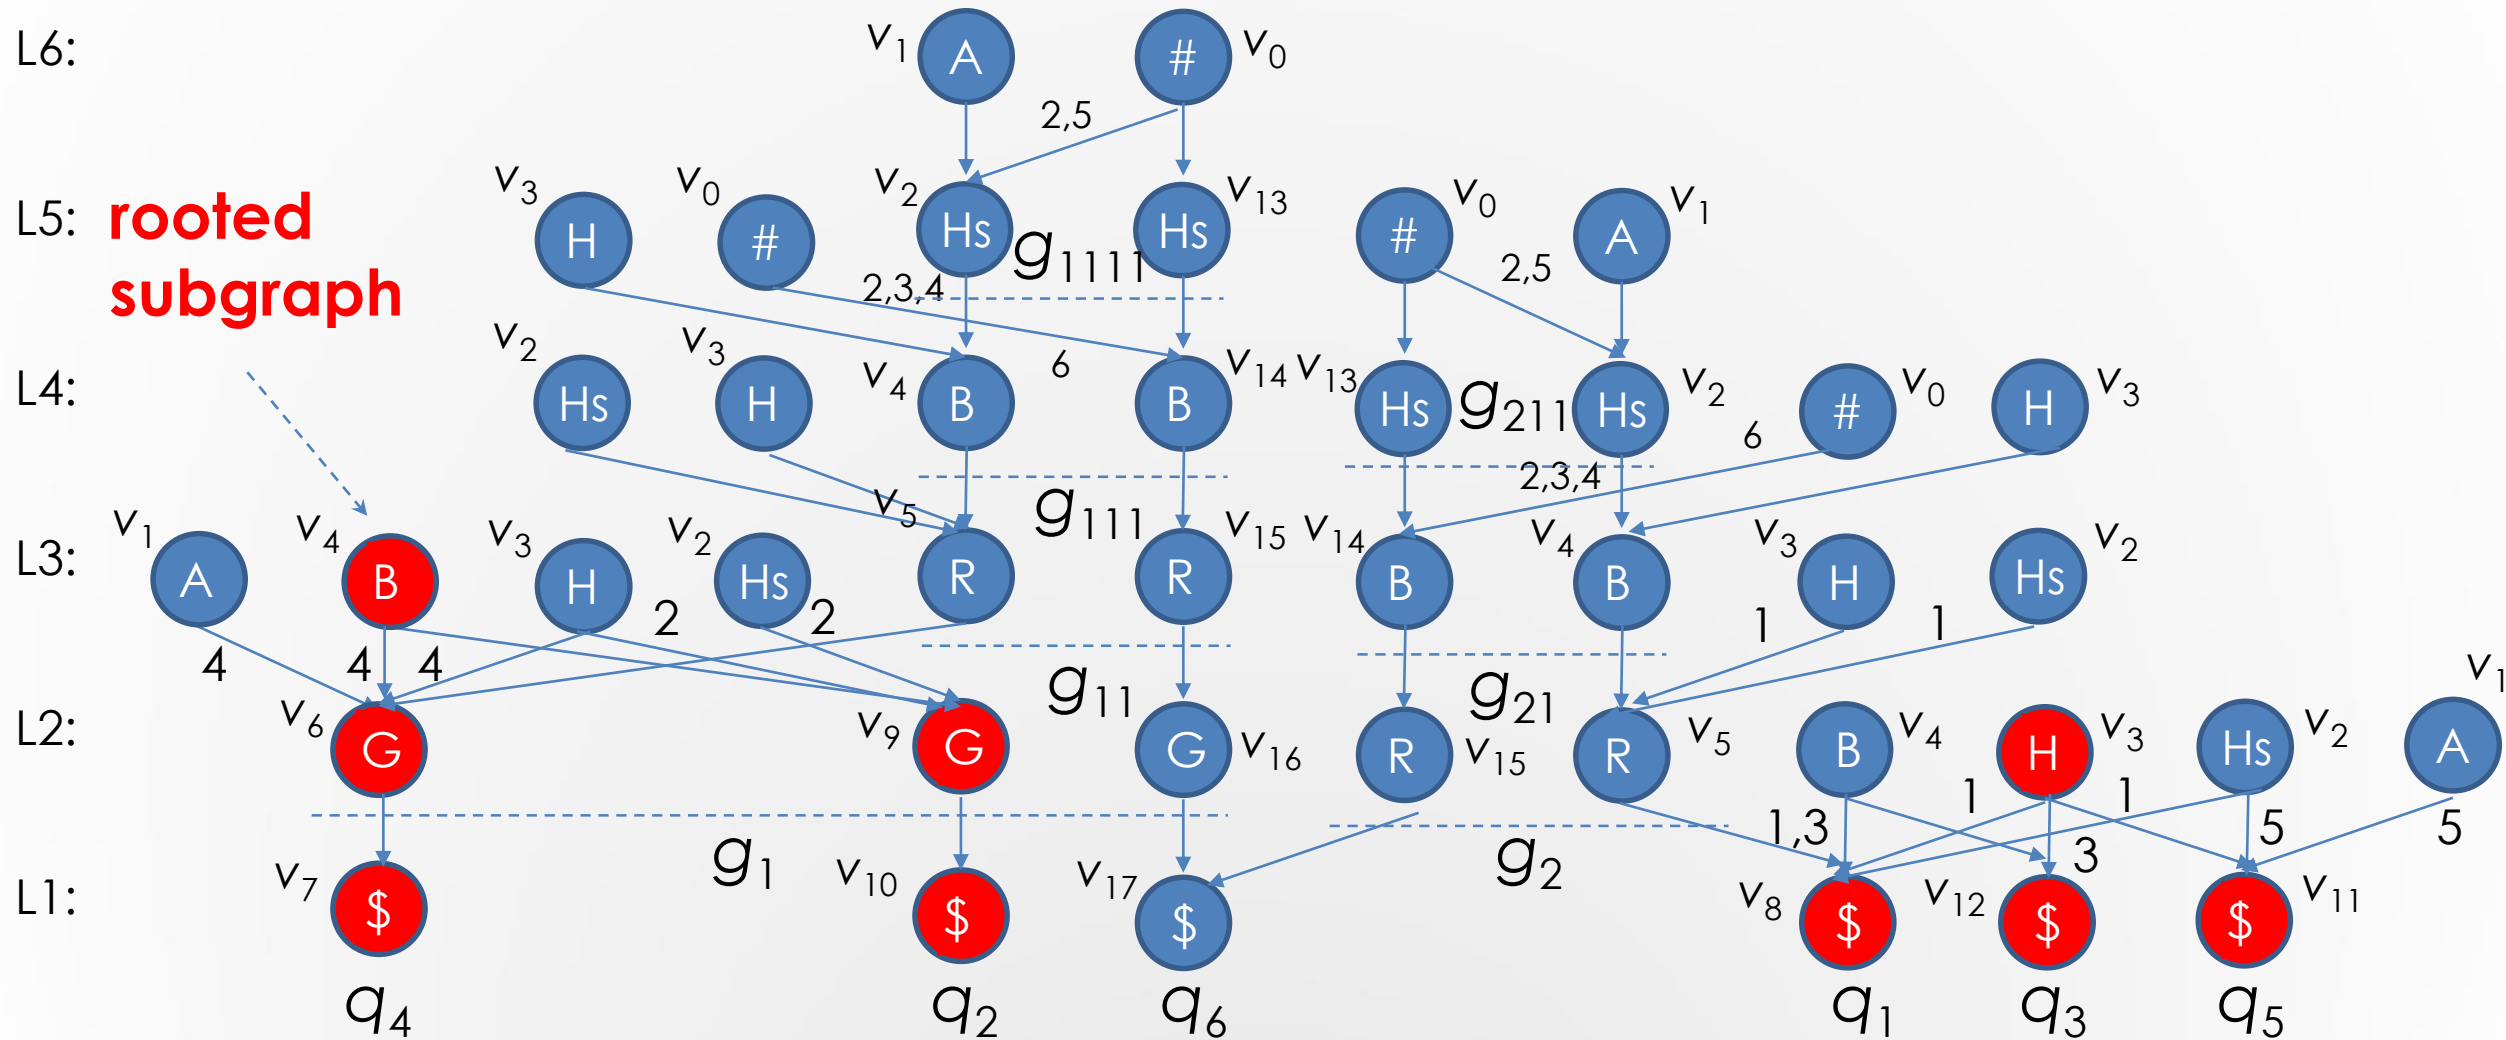 L6: v1 A # v0
2,5
L5: rooted subgraph
v3 H v0 # v2 Hs g1111 Hs v13 # v0 A v1
2,3,4 2,5
L4: v2 Hs v3 H v4 B 6 B v14 v13 Hs g211 Hs v2 # v0 H v3
6
2,3,4
L3: v1 A v4 B v3 H v2 Hs v5 R g111 R v15 v14 B v4 B v3 H v2 Hs
4 4 4 2 2 1 1
L2: v6 G v9 G g11 G v16 R g21 v15 R v5 B v4 H v3 Hs v2 A v1
1,3 1 3 1 5 5
L1: v7 $ g1 v10 $ v17 $ g2 v8 $ v12 $ $ v11
q4 q2 q6 q1 q3 q5